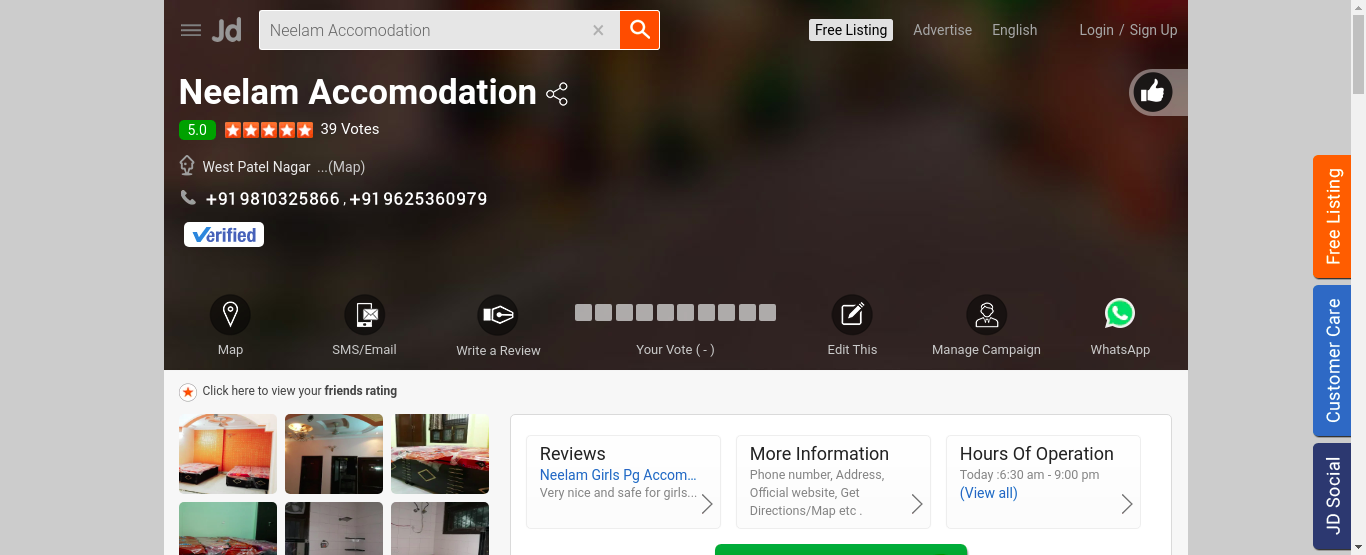 Jd
Neelam Accomodation
Free Listing
Advertise
English
Login / Sign Up
Neelam Accomodation
5.0
39 Votes
West Patel Nagar ...(Map)
+91 9810325866 , +91 9625360979
Verified
Map
SMS/Email
Write a Review
Your Vote ( - )
Edit This
Manage Campaign
WhatsApp
Click here to view your friends rating
Reviews
Neelam Girls Pg Accom...
Very nice and safe for girls...
More Information
Phone number, Address,
Official website, Get
Directions/Map etc .
Hours Of Operation
Today :6:30 am - 9:00 pm
(View all)
Free Listing
Customer Care
JD Social